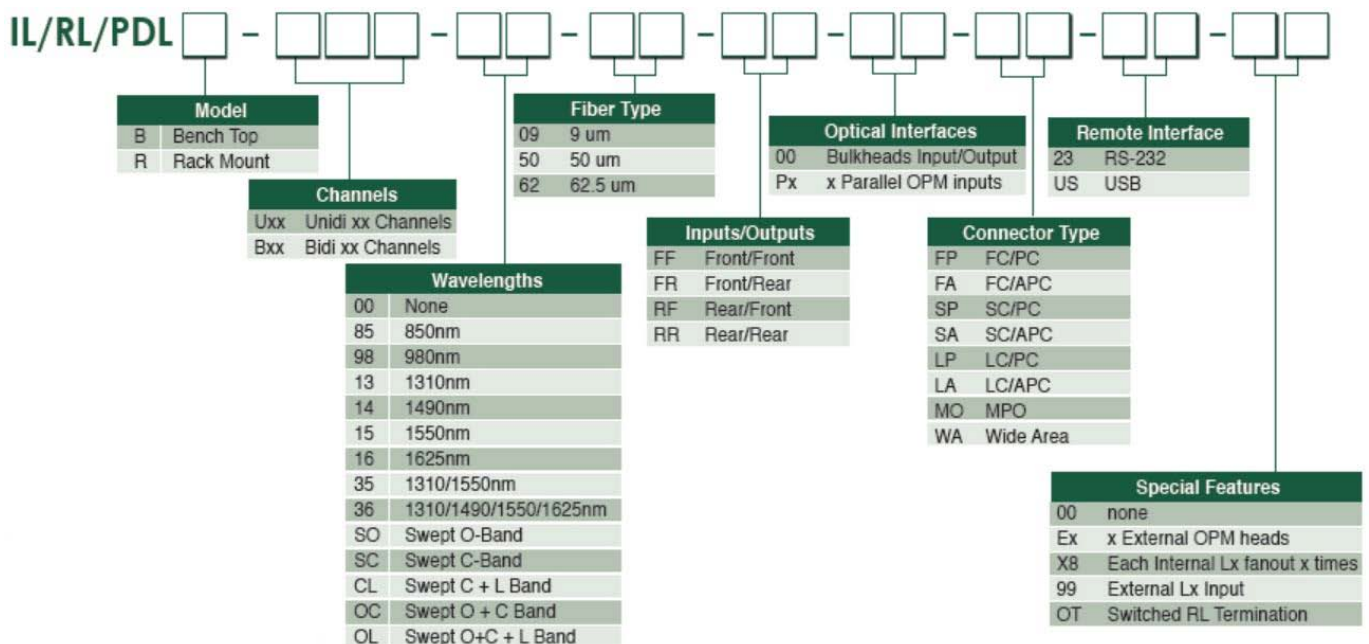 IL/RL/PDL - - - - - - - -
Model
B Bench Top
R Rack Mount
Channels
Uxx Unidi xx Channels
Bxx Bidi xx Channels
Wavelengths
00 None
85 850nm
98 980nm
13 1310nm
14 1490nm
15 1550nm
16 1625nm
35 1310/1550nm
36 1310/1490/1550/1625nm
SO Swept O-Band
SC Swept C-Band
CL Swept C + L Band
OC Swept O + C Band
OL Swept O+C + L Band
Fiber Type
09 9 um
50 50 um
62 62.5 um
Inputs/Outputs
FF Front/Front
FR Front/Rear
RF Rear/Front
RR Rear/Rear
Optical Interfaces
00 Bulkheads Input/Output
Px x Parallel OPM inputs
Connector Type
FP FC/PC
FA FC/APC
SP SC/PC
SA SC/APC
LP LC/PC
LA LC/APC
MO MPO
WA Wide Area
Remote Interface
23 RS-232
US USB
Special Features
00 none
Ex x External OPM heads
X8 Each Internal Lx fanout x times
99 External Lx Input
OT Switched RL Termination